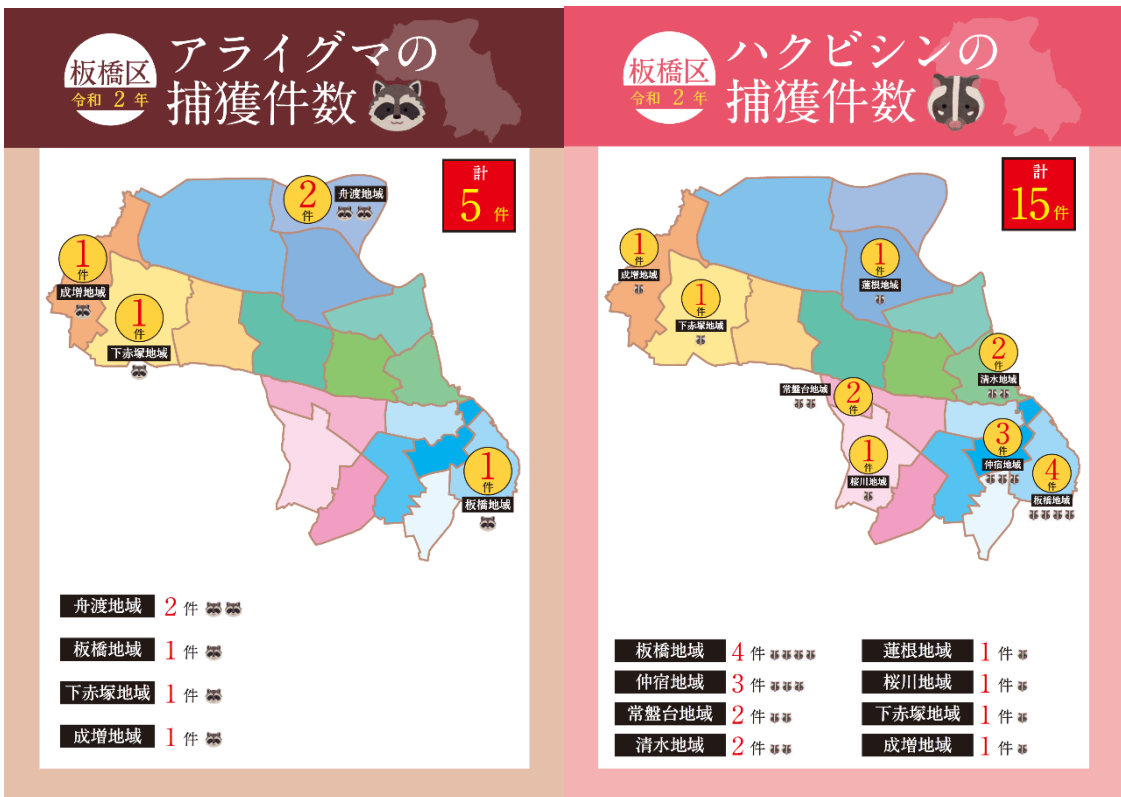 板橋区
令和 2 年
アライグマの
捕獲件数
計
5 件
2
件
舟渡地域
1
件
成増地域
1
件
下赤塚地域
1
件
板橋地域
舟渡地域 2 件
板橋地域 1 件
下赤塚地域 1 件
成増地域 1 件
板橋区
令和 2 年
ハクビシンの
捕獲件数
計
15件
1
件
成増地域
1
件
蓮根地域
1
件
下赤塚地域
2
件
清水地域
常盤台地域
2
件
3
件
仲宿地域
1
件
桜川地域
4
件
板橋地域
板橋地域 4 件
仲宿地域 3 件
常盤台地域 2 件
清水地域 2 件
蓮根地域 1 件
桜川地域 1 件
下赤塚地域 1 件
成増地域 1 件